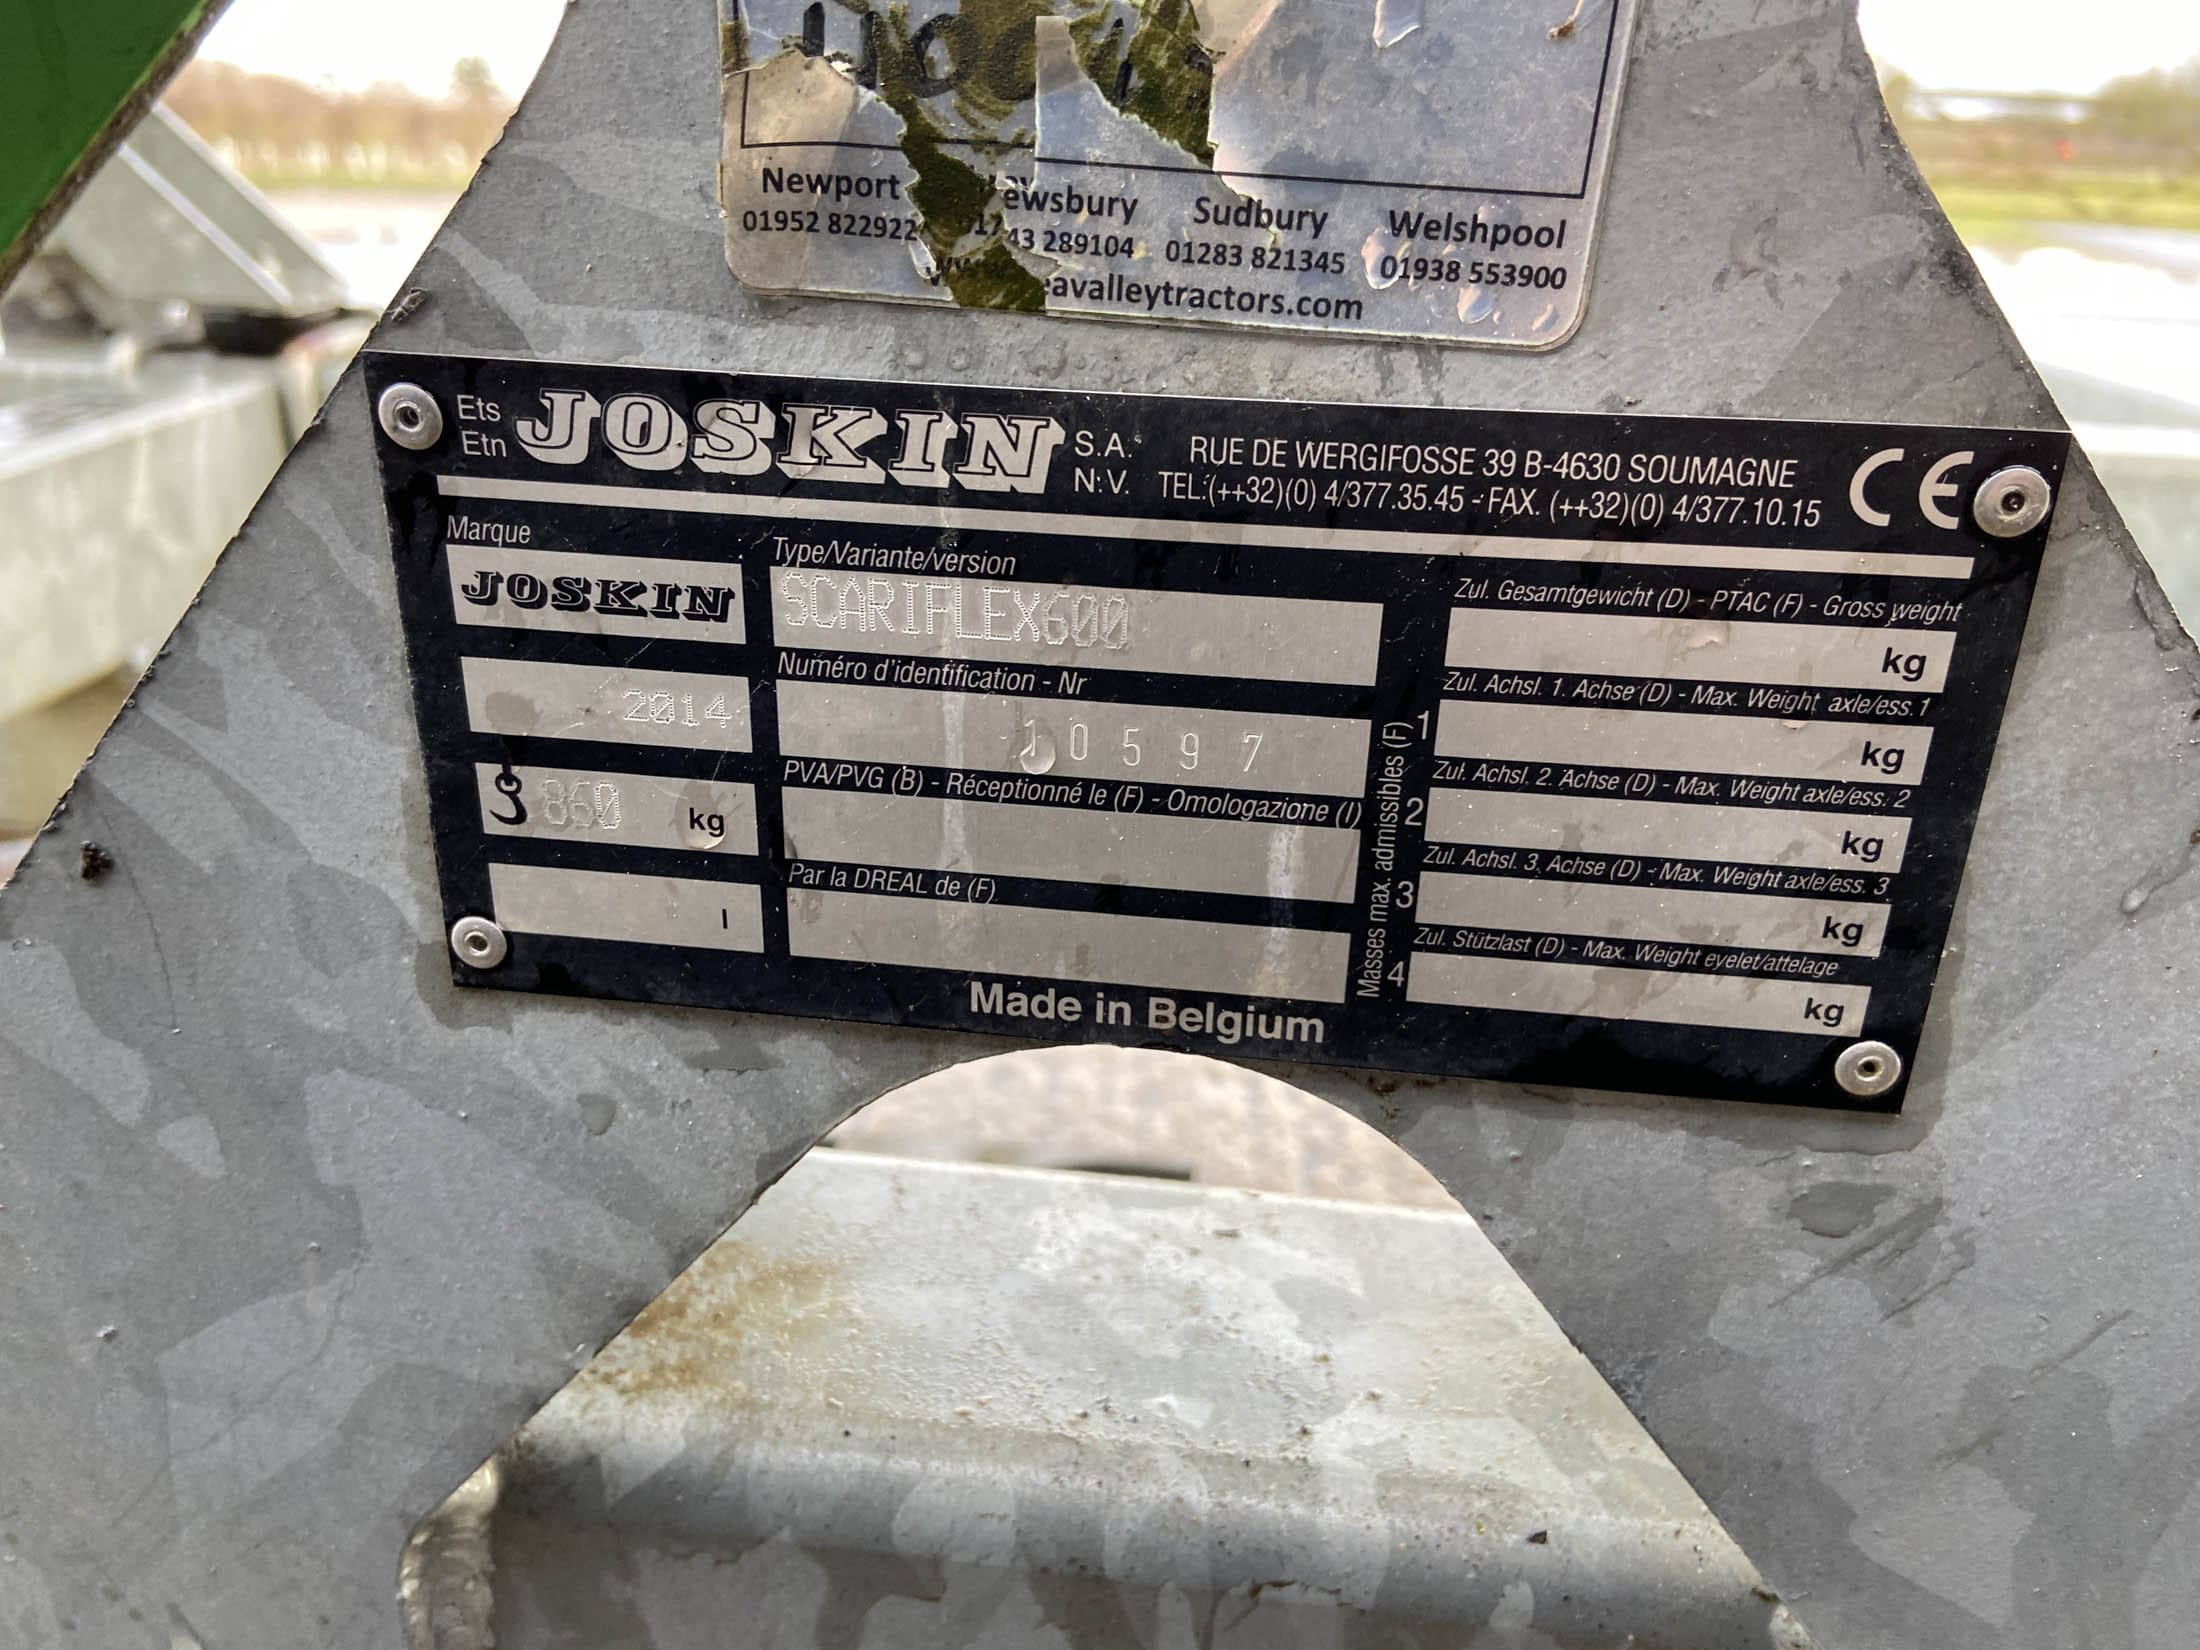 Newport ewsbury Sudbury Welshpool
01952 82292 43 289104 01283 821345 01938 553900
avalleytractors.com
Ets
Etn
JOSKIN
S.A.
N.V.
RUE DE WERGIFOSSE 39 B-4630 SOUMAGNE
TEL:(++32)(0) 4/377.35.45 - FAX. (++32)(0) 4/377.10.15
CE
Marque
JOSKIN
2014
860 kg
l
Type/Variante/version
SCARIFLEX600
Numéro d'identification - Nr
10597
PVA/PVG (B) - Réceptionné le (F) - Omologazione (I)
Par la DREAL de (F)
Made in Belgium
Masses max. admissibles (F)
Zul. Gesamtgewicht (D) - PTAC (F) - Gross weight
kg
Zul. Achsl. 1. Achse (D) - Max. Weight axle/ess. 1
1 kg
Zul. Achsl. 2. Achse (D) - Max. Weight axle/ess. 2
2 kg
Zul. Achsl. 3. Achse (D) - Max. Weight axle/ess. 3
3 kg
Zul. Stützlast (D) - Max. Weight eyelet/attelage
4 kg